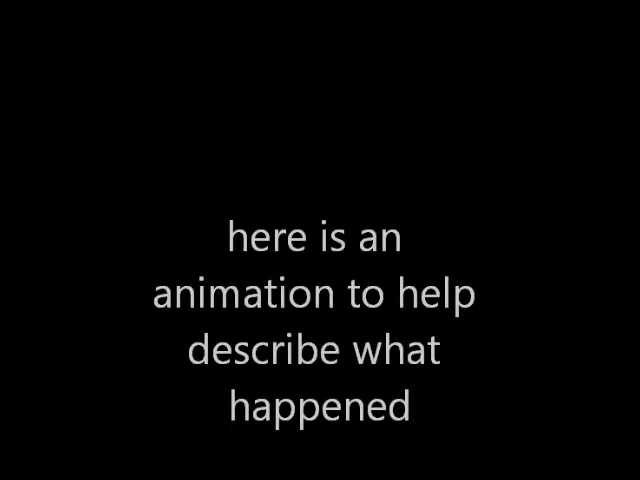 here is an
animation to help
describe what
happened